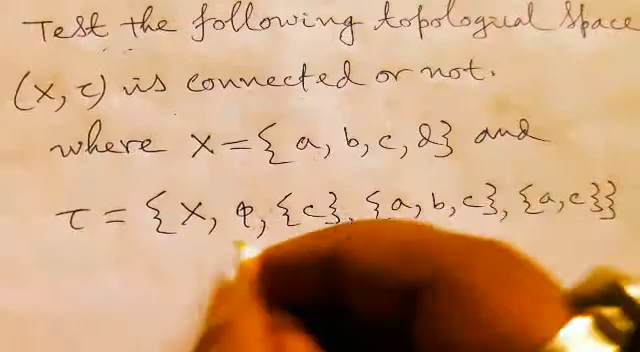 Test the following topological space
(X, τ) is connected or not.
where X = {a, b, c, d} and
τ = {X, φ, {c}, {a, b, c}, {a, c}}